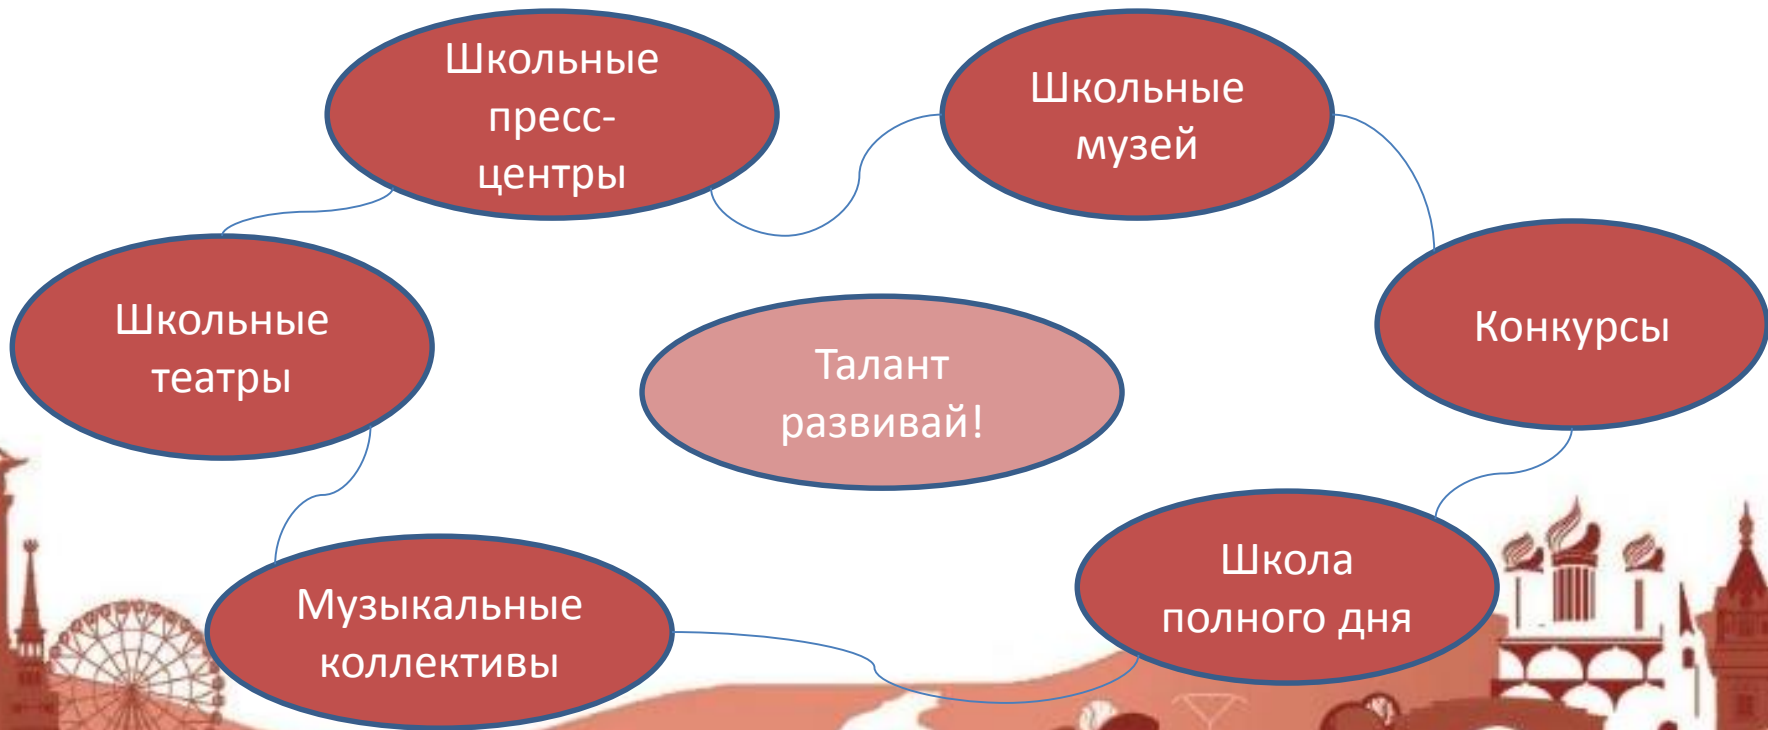 Школьные
пресс-
центры
Школьные
музей
Школьные
театры
Талант
развивай!
Конкурсы
Музыкальные
коллективы
Школа
полного дня